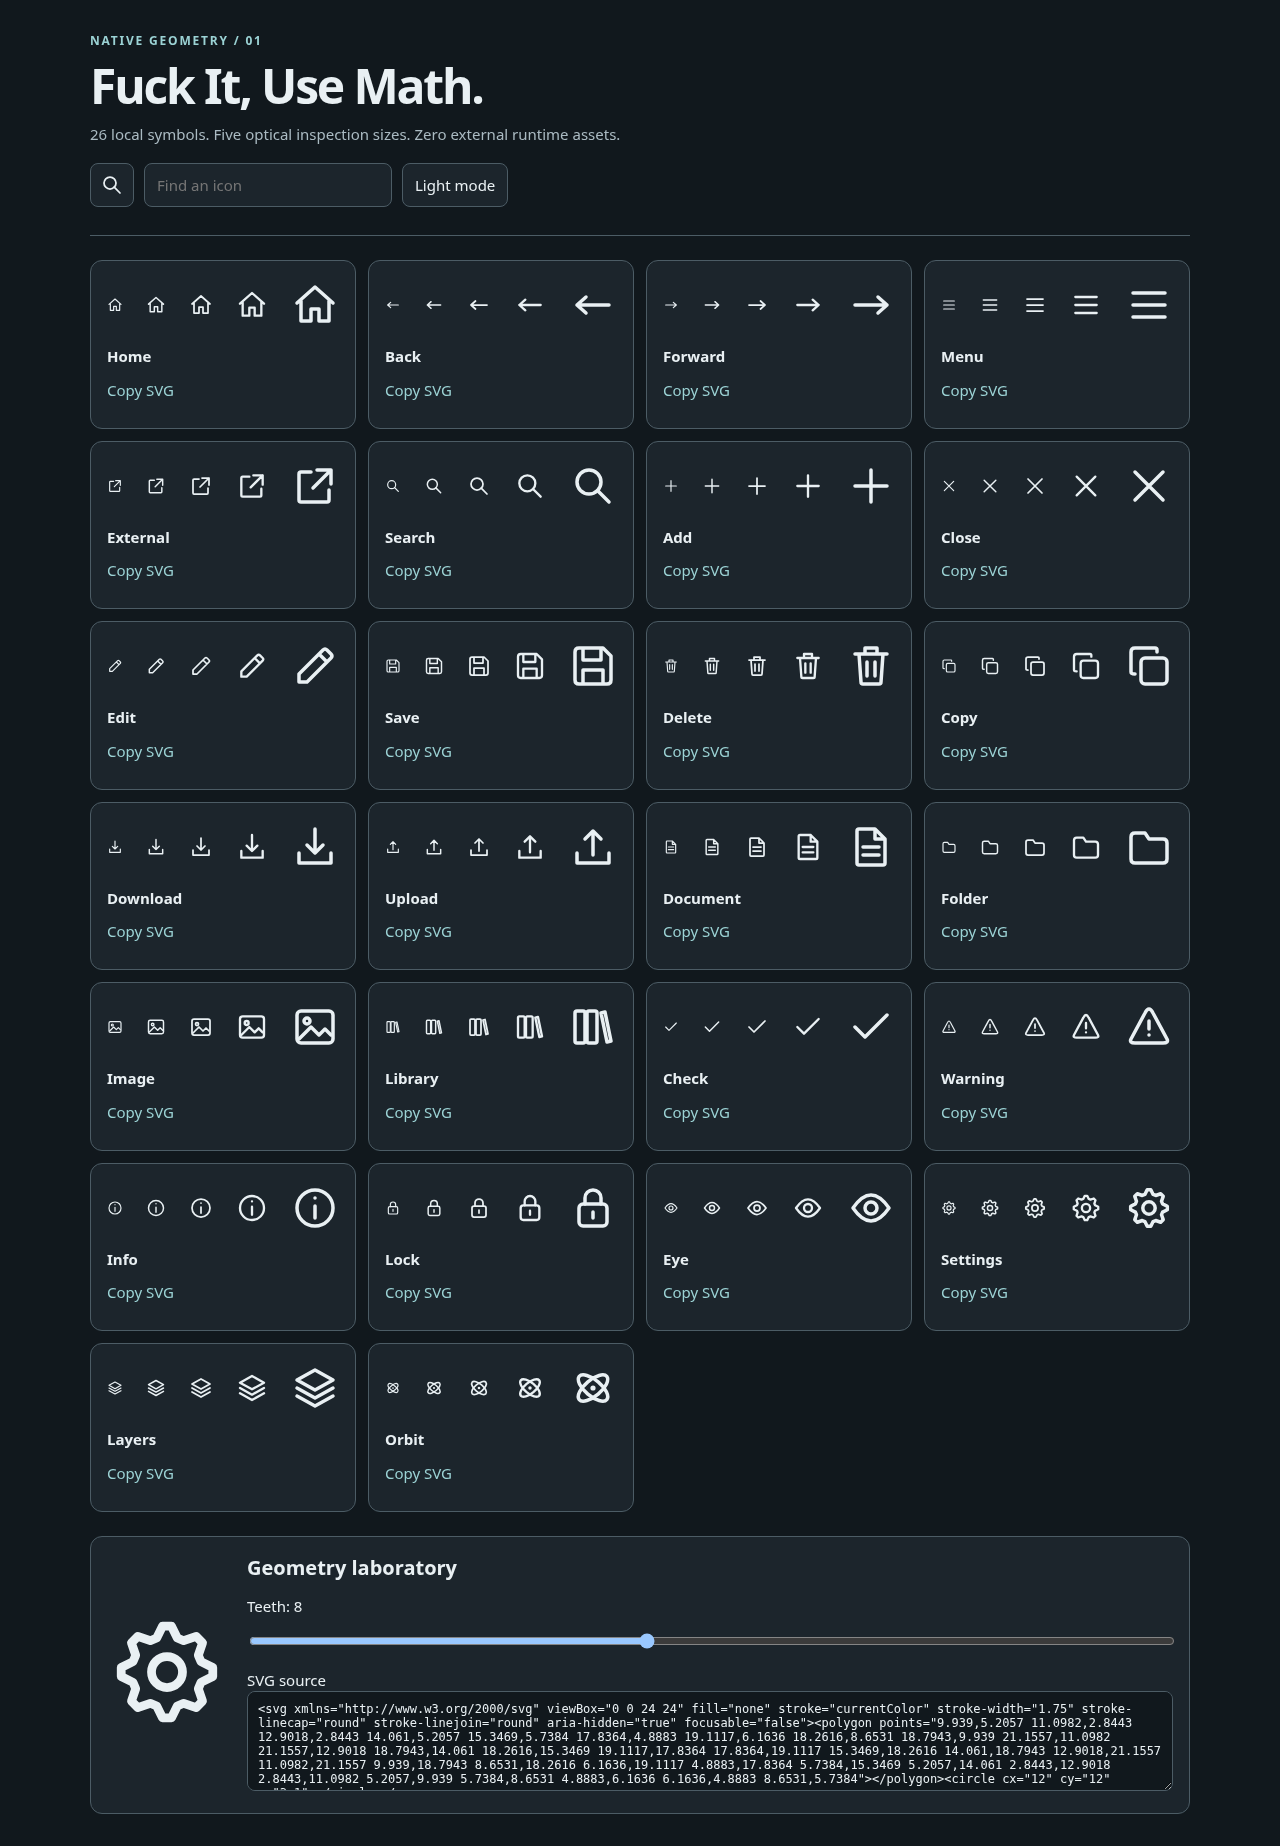 NATIVE GEOMETRY / 01
Fuck It, Use Math.
26 local symbols. Five optical inspection sizes. Zero external runtime assets.
Find an icon
Light mode
Home
Copy SVG
Back
Copy SVG
Forward
Copy SVG
Menu
Copy SVG
External
Copy SVG
Search
Copy SVG
Add
Copy SVG
Close
Copy SVG
Edit
Copy SVG
Save
Copy SVG
Delete
Copy SVG
Copy
Copy SVG
Download
Copy SVG
Upload
Copy SVG
Document
Copy SVG
Folder
Copy SVG
Image
Copy SVG
Library
Copy SVG
Check
Copy SVG
Warning
Copy SVG
Info
Copy SVG
Lock
Copy SVG
Eye
Copy SVG
Settings
Copy SVG
Layers
Copy SVG
Orbit
Copy SVG
Geometry laboratory
Teeth: 8
SVG source
<svg xmlns="http://www.w3.org/2000/svg" viewBox="0 0 24 24" fill="none" stroke="currentColor" stroke-width="1.75" stroke-
linecap="round" stroke-linejoin="round" aria-hidden="true" focusable="false"><polygon points="9.939,5.2057 11.0982,2.8443
12.9018,2.8443 14.061,5.2057 15.3469,5.7384 17.8364,4.8883 19.1117,6.1636 18.2616,8.6531 18.7943,9.939 21.1557,11.0982
21.1557,12.9018 18.7943,14.061 18.2616,15.3469 19.1117,17.8364 17.8364,19.1117 15.3469,18.2616 14.061,18.7943 12.9018,21.1557
11.0982,21.1557 9.939,18.7943 8.6531,18.2616 6.1636,19.1117 4.8883,17.8364 5.7384,15.3469 5.2057,14.061 2.8443,12.9018
2.8443,11.0982 5.2057,9.939 5.7384,8.6531 4.8883,6.1636 6.1636,4.8883 8.6531,5.7384"></polygon><circle cx="12" cy="12"